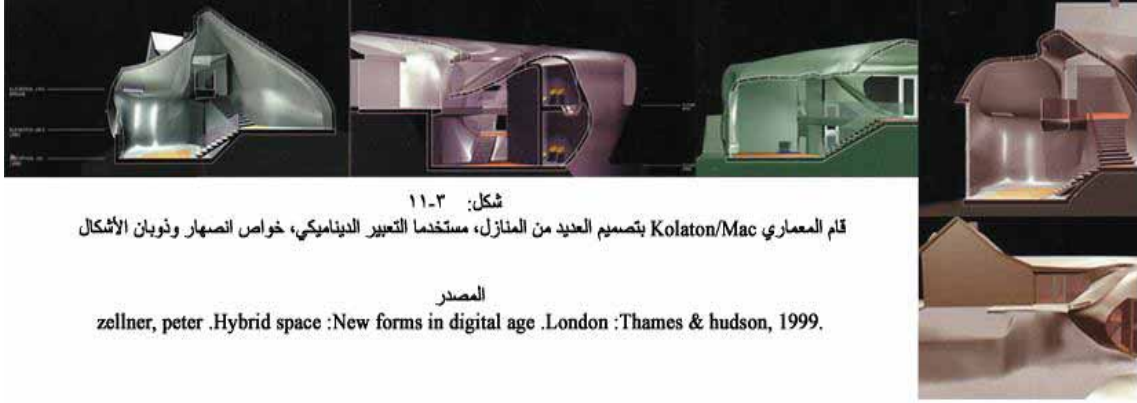 شكل: ٣-١١
قام المعماري Kolaton/Mac بتصميم العديد من المنازل، مستخدما التعبير الديناميكي، خواص انصهار وذوبان الأشكال
المصدر
zellner, peter .Hybrid space :New forms in digital age .London :Thames & hudson, 1999.